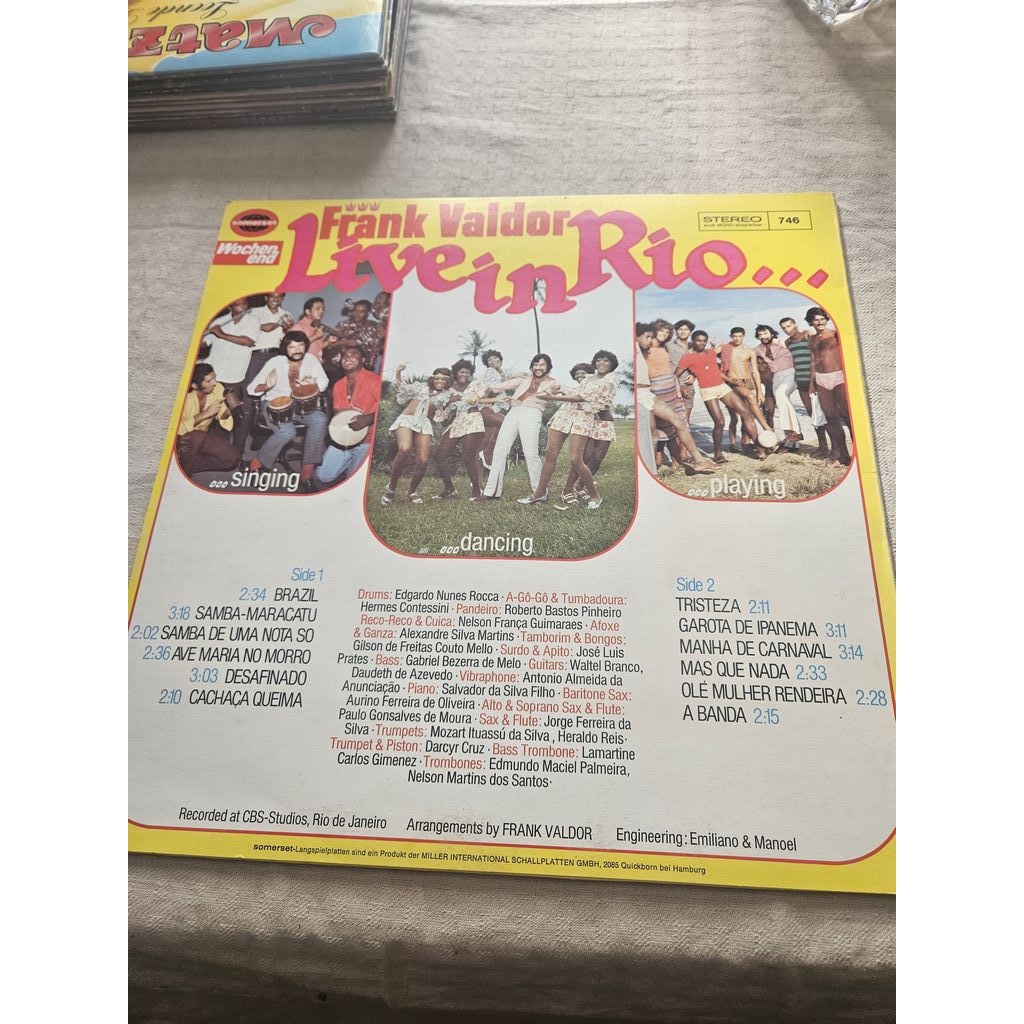 Matz
Leende
somerset
Wochen
end
Frank Valdor
Live in Rio...
STEREO 746
auch MONO abspielbar
...singing
...dancing
...playing
Side 1
2:34 BRAZIL
3:18 SAMBA-MARACATU
2:02 SAMBA DE UMA NOTA SO
2:36 AVE MARIA NO MORRO
3:03 DESAFINADO
2:10 CACHAÇA QUEIMA
Drums: Edgardo Nunes Rocca · A-Gô-Gô & Tumbadoura:
Hermes Contessini · Pandeiro: Roberto Bastos Pinheiro
Reco-Reco & Cuica: Nelson França Guimaraes · Afoxe
& Ganza: Alexandre Silva Martins · Tamborim & Bongos:
Gilson de Freitas Couto Mello · Surdo & Apito: José Luis
Prates · Bass: Gabriel Bezerra de Melo · Guitars: Waltel Branco,
Daudeth de Azevedo · Vibraphone: Antonio Almeida da
Anunciação · Piano: Salvador da Silva Filho · Baritone Sax:
Aurino Ferreira de Oliveira · Alto & Soprano Sax & Flute:
Paulo Gonsalves de Moura · Sax & Flute: Jorge Ferreira da
Silva · Trumpets: Mozart Ituassú da Silva, Heraldo Reis·
Trumpet & Piston: Darcyr Cruz · Bass Trombone: Lamartine
Carlos Gimenez · Trombones: Edmundo Maciel Palmeira,
Nelson Martins dos Santos·
Side 2
TRISTEZA 2:11
GAROTA DE IPANEMA 3:11
MANHA DE CARNAVAL 3:14
MAS QUE NADA 2:33
OLÉ MULHER RENDEIRA 2:28
A BANDA 2:15
Recorded at CBS-Studios, Rio de Janeiro Arrangements by FRANK VALDOR Engineering: Emiliano & Manoel
somerset-Langspielplatten sind ein Produkt der MILLER INTERNATIONAL SCHALLPLATTEN GMBH, 2085 Quickborn bei Hamburg